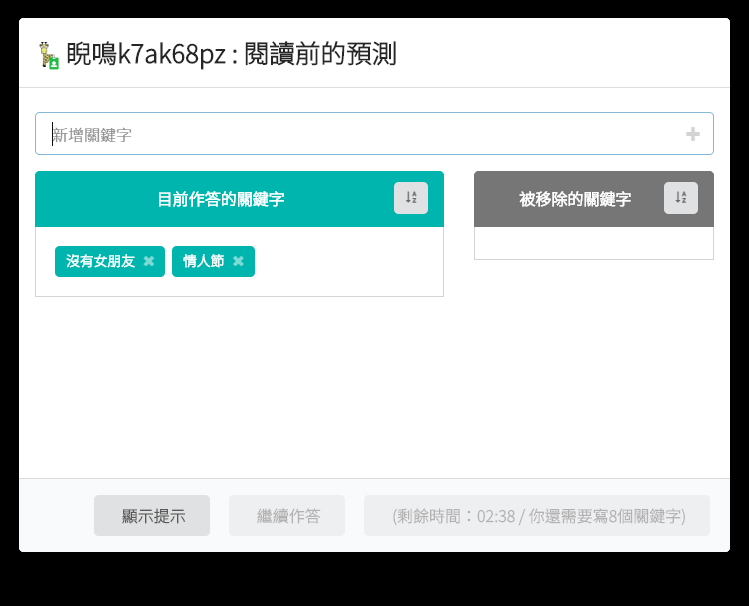 睨鳴k7ak68pz : 閱讀前的預測
新增關鍵字
目前作答的關鍵字
被移除的關鍵字
沒有女朋友
情人節
顯示提示
繼續作答
(剩餘時間：02:38 / 你還需要寫8個關鍵字)